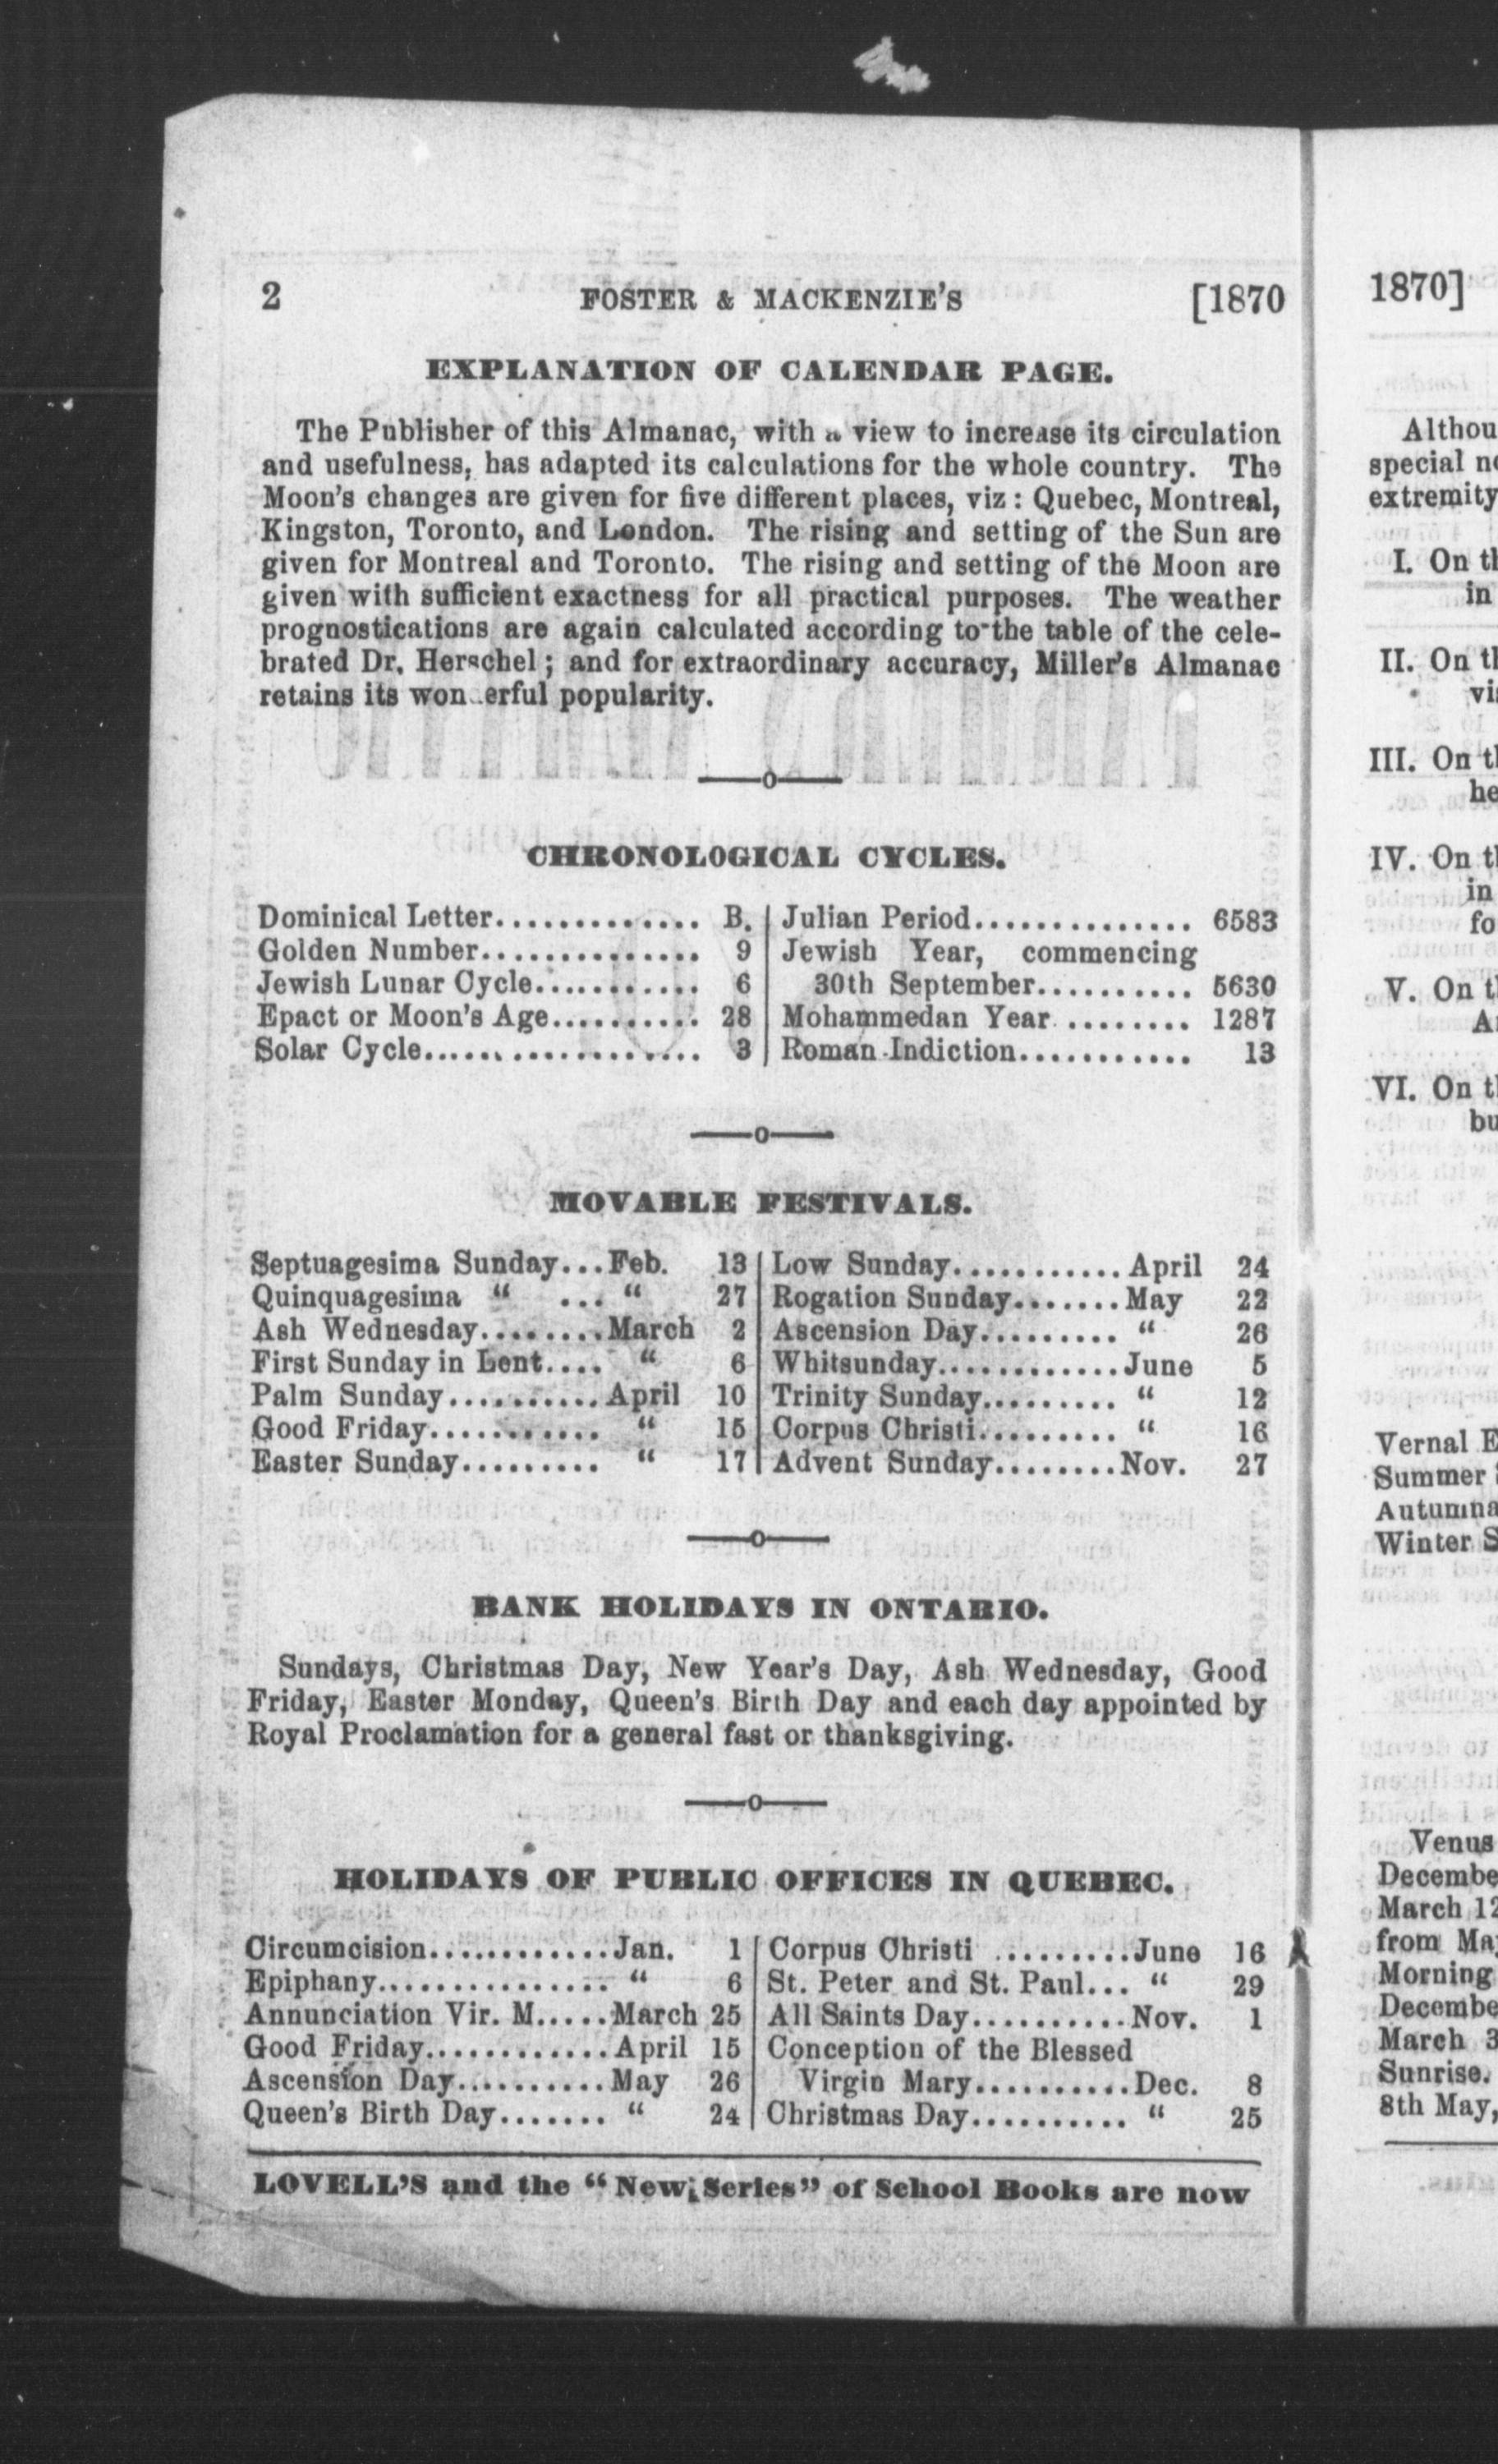 2 FOSTER & MACKENZIE'S [1870
EXPLANATION OF CALENDAR PAGE.
The Publisher of this Almanac, with a view to increase its circulation
and usefulness, has adapted its calculations for the whole country. The
Moon's changes are given for five different places, viz : Quebec, Montreal,
Kingston, Toronto, and London. The rising and setting of the Sun are
given for Montreal and Toronto. The rising and setting of the Moon are
given with sufficient exactness for all practical purposes. The weather
prognostications are again calculated according to the table of the cele-
brated Dr. Herschel ; and for extraordinary accuracy, Miller's Almanac
retains its won erful popularity.
CHRONOLOGICAL CYCLES.
Dominical Letter.............. B.
Golden Number............... 9
Jewish Lunar Cycle........... 6
Epact or Moon's Age.......... 28
Solar Cycle................... 3
Julian Period............... 6583
Jewish Year, commencing
30th September.......... 5630
Mohammedan Year ........ 1287
Roman Indiction........... 13
MOVABLE FESTIVALS.
Septuagesima Sunday...Feb. 13
Quinquagesima " ... " 27
Ash Wednesday........March 2
First Sunday in Lent.... " 6
Palm Sunday..........April 10
Good Friday........... " 15
Easter Sunday......... " 17
Low Sunday...........April 24
Rogation Sunday.......May 22
Ascension Day......... " 26
Whitsunday............June 5
Trinity Sunday......... " 12
Corpus Christi......... " 16
Advent Sunday........Nov. 27
BANK HOLIDAYS IN ONTARIO.
Sundays, Christmas Day, New Year's Day, Ash Wednesday, Good
Friday, Easter Monday, Queen's Birth Day and each day appointed by
Royal Proclamation for a general fast or thanksgiving.
HOLIDAYS OF PUBLIC OFFICES IN QUEBEC.
Circumcision............Jan. 1
Epiphany............... " 6
Annunciation Vir. M.....March 25
Good Friday............April 15
Ascension Day..........May 26
Queen's Birth Day....... " 24
Corpus Christi .........June 16
St. Peter and St. Paul... " 29
All Saints Day..........Nov. 1
Conception of the Blessed
Virgin Mary..........Dec. 8
Christmas Day.......... " 25
LOVELL'S and the "New Series" of School Books are now
1870]
Althou
special
extremity
I. On
in
II. On
III. On
IV. On
in
V. On
VI. On
Vernal
Summer
Winter
Venus
March
from
Morning
March 3
Sunrise.
8th May,